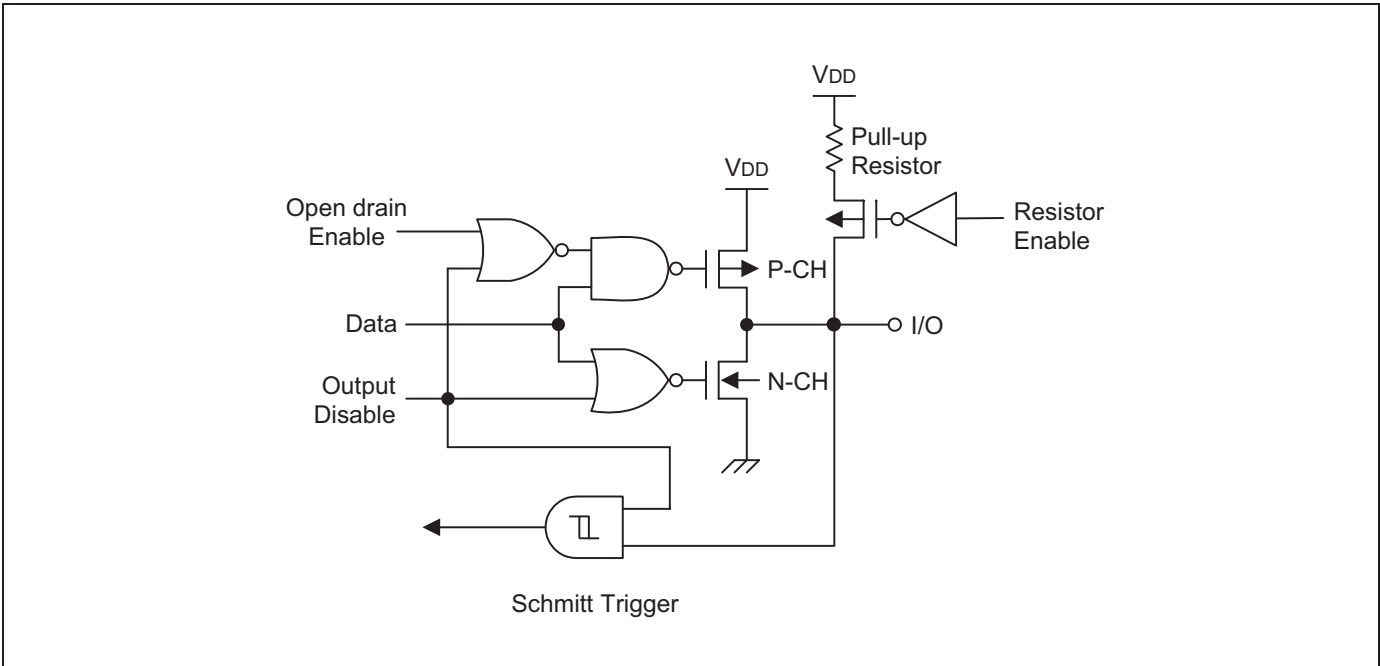 VDD
Pull-up
Resistor
VDD
Open drain
Enable
Resistor
Enable
P-CH
Data
I/O
Output
Disable
N-CH
Schmitt Trigger